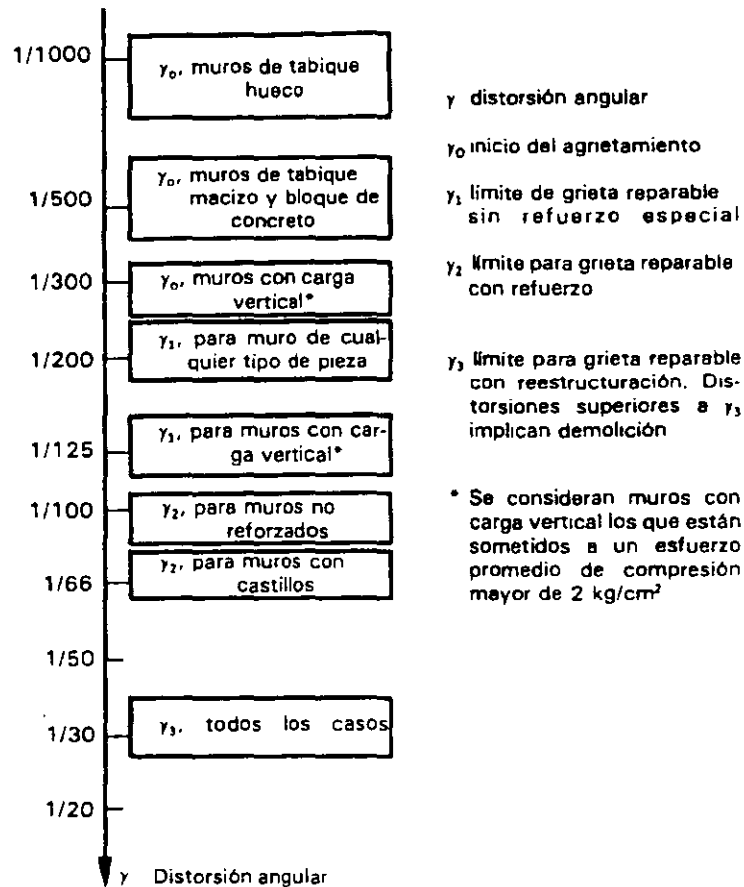 1/1000
γ₀, muros de tabique
hueco
1/500
γ₀, muros de tabique
macizo y bloque de
concreto
1/300
γ₀, muros con carga
vertical*
1/200
γ₁, para muro de cual-
quier tipo de pieza
1/125
γ₁, para muros con car-
ga vertical*
1/100
γ₂, para muros no
reforzados
1/66
γ₂, para muros con
castillos
1/50
1/30
γ₃, todos los casos
1/20
γ Distorsión angular
γ distorsión angular
γ₀ inicio del agrietamiento
γ₁ límite de grieta reparable
sin refuerzo especial
γ₂ límite para grieta reparable
con refuerzo
γ₃ límite para grieta reparable
con reestructuración. Dis-
torsiones superiores a γ₃
implican demolición
* Se consideran muros con
carga vertical los que están
sometidos a un esfuerzo
promedio de compresión
mayor de 2 kg/cm²